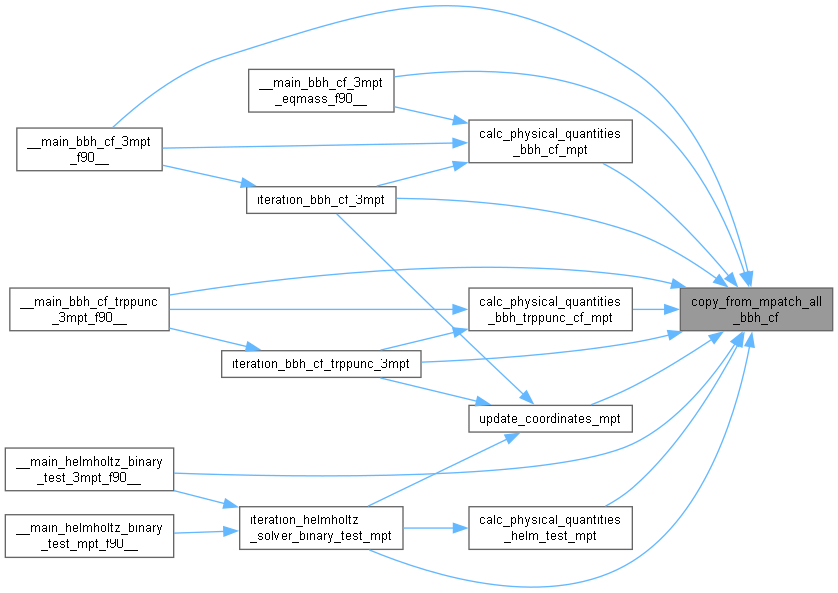 __main_bbh_cf_3mpt
_eqmass_f90__
__main_bbh_cf_3mpt
_f90__
calc_physical_quantities
_bbh_cf_mpt
iteration_bbh_cf_3mpt
__main_bbh_cf_trppunc
_3mpt_f90__
calc_physical_quantities
_bbh_trppunc_cf_mpt
copy_from_mpatch_all
_bbh_cf
iteration_bbh_cf_trppunc_3mpt
update_coordinates_mpt
__main_helmholtz_binary
_test_3mpt_f90__
__main_helmholtz_binary
_test_mpt_f90__
iteration_helmholtz
_solver_binary_test_mpt
calc_physical_quantities
_helm_test_mpt